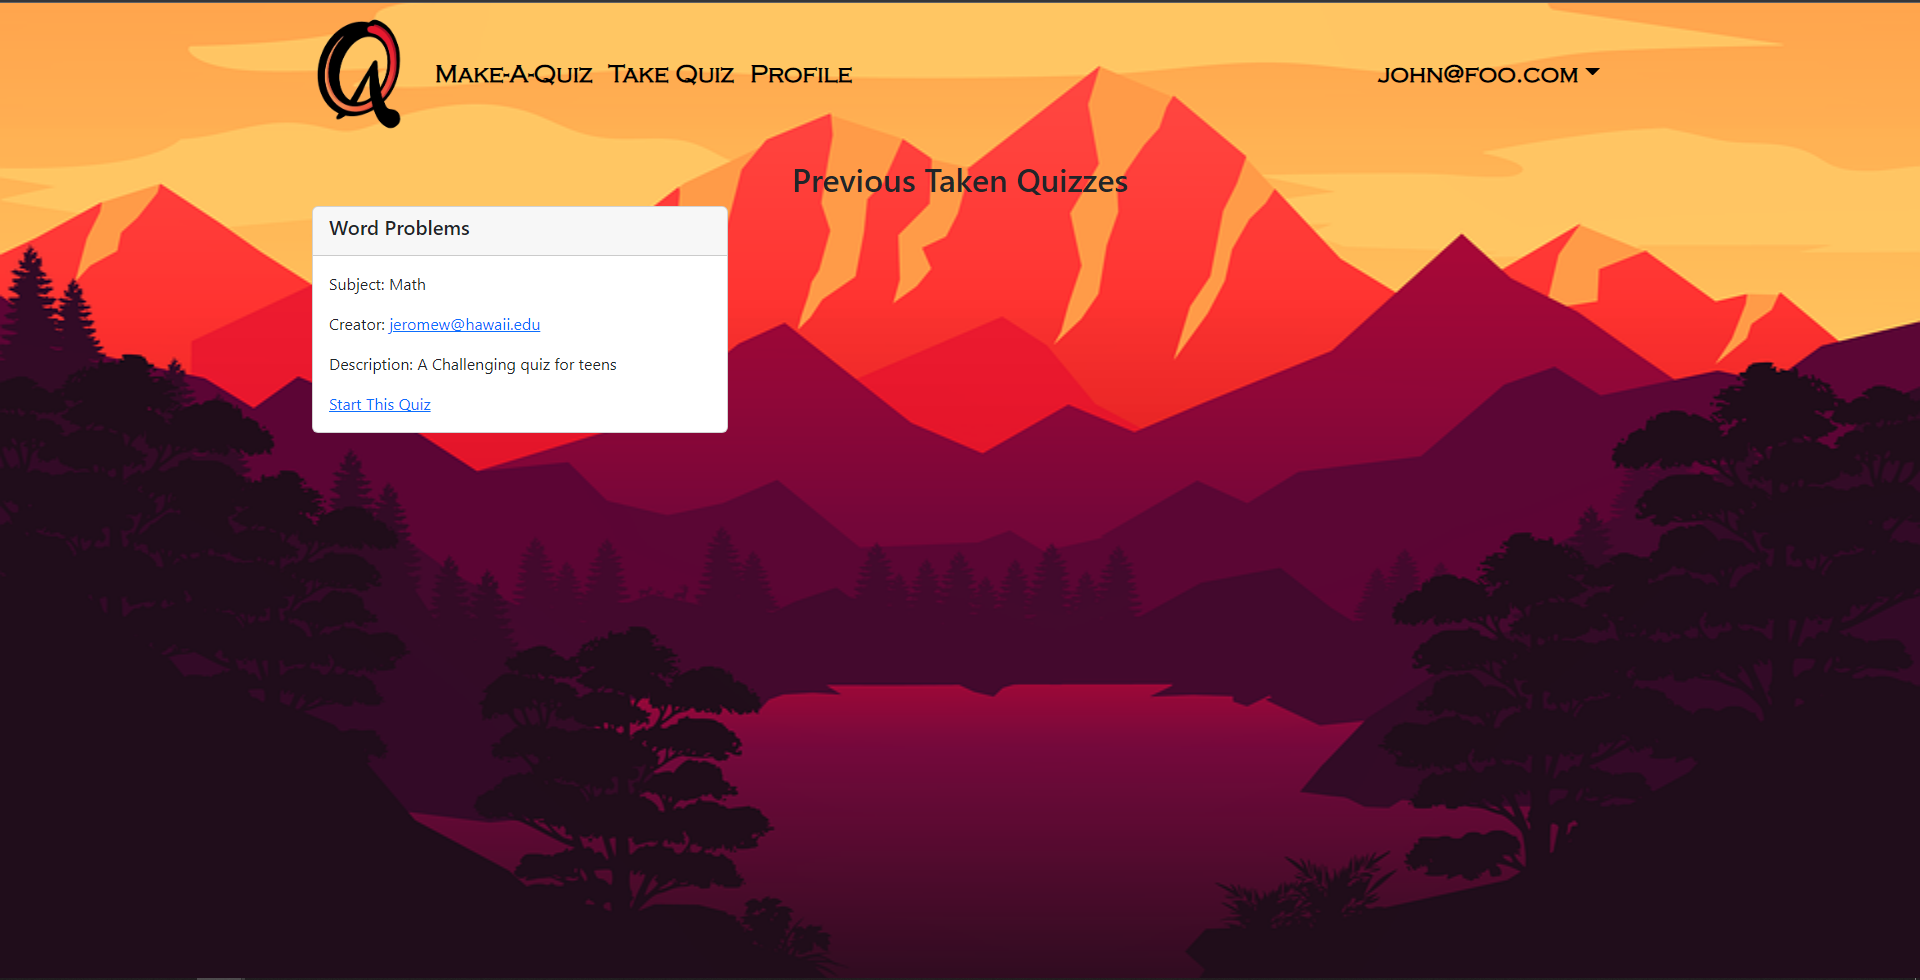 Make-A-Quiz Take Quiz Profile john@foo.com
Previous Taken Quizzes
Word Problems
Subject: Math
Creator: jeromew@hawaii.edu
Description: A Challenging quiz for teens
Start This Quiz